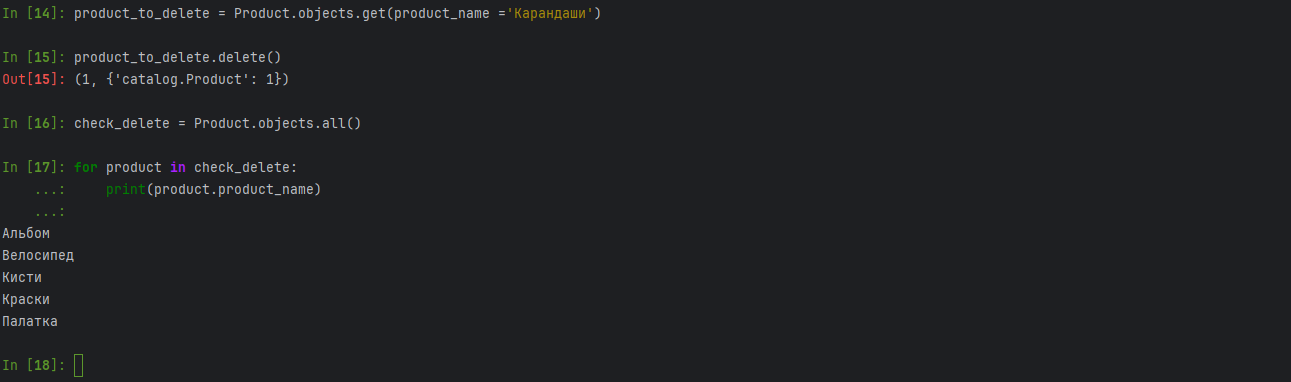 In [14]: product_to_delete = Product.objects.get(product_name ='Карандаши')
In [15]: product_to_delete.delete()
Out[15]: (1, {'catalog.Product': 1})
In [16]: check_delete = Product.objects.all()
In [17]: for product in check_delete:
...: print(product.product_name)
...:
Альбом
Велосипед
Кисти
Краски
Палатка
In [18]: